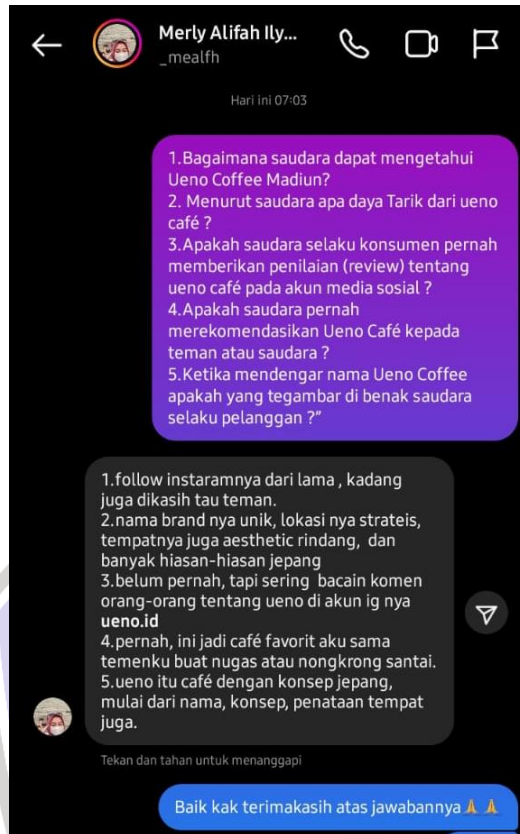 Merly Alifah Ily...
_mealfh
Hari ini 07:03
1.Bagaimana saudara dapat mengetahui
Ueno Coffee Madiun?
2. Menurut saudara apa daya Tarik dari ueno
café ?
3.Apakah saudara selaku konsumen pernah
memberikan penilaian (review) tentang
ueno café pada akun media sosial ?
4.Apakah saudara pernah
merekomendasikan Ueno Café kepada
teman atau saudara ?
5.Ketika mendengar nama Ueno Coffee
apakah yang tegambar di benak saudara
selaku pelanggan ?”
1.follow instaramnya dari lama , kadang
juga dikasih tau teman.
2.nama brand nya unik, lokasi nya strateis,
tempatnya juga aesthetic rindang, dan
banyak hiasan-hiasan jepang
3.belum pernah, tapi sering bacain komen
orang-orang tentang ueno di akun ig nya
ueno.id
4.pernah, ini jadi café favorit aku sama
temenku buat nugas atau nongkrong santai.
5.ueno itu café dengan konsep jepang,
mulai dari nama, konsep, penataan tempat
juga.
Tekan dan tahan untuk menanggapi
Baik kak terimakasih atas jawabannya🙏🙏